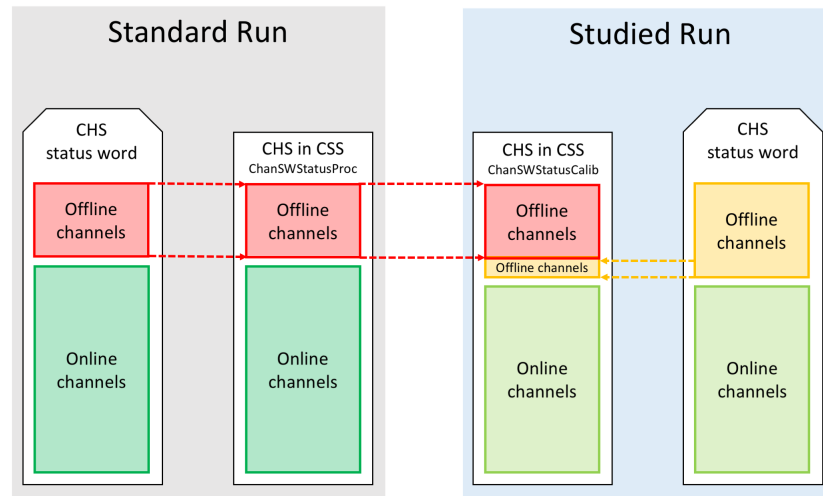 Standard Run
Studied Run
CHS
status word
CHS in CSS
ChanSWStatusProc
CHS in CSS
ChanSWStatusCalib
CHS
status word
Offline
channels
Offline
channels
Offline
channels
Offline channels
Offline
channels
Online
channels
Online
channels
Online
channels
Online
channels